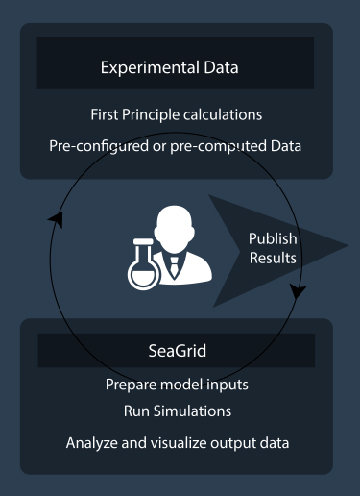 Experimental Data
First Principle calculations
Pre-configured or pre-computed Data
Publish
Results
SeaGrid
Prepare model inputs
Run Simulations
Analyze and visualize output data